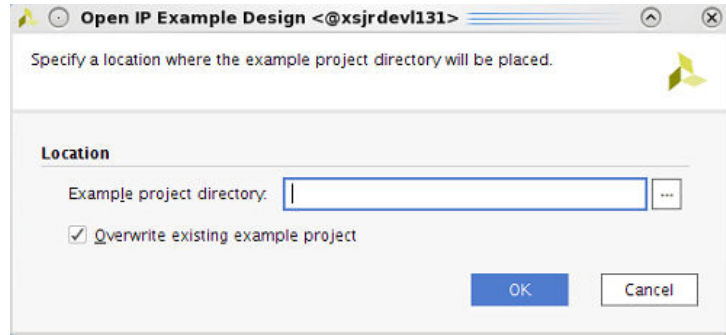 Open IP Example Design <@xsjrdevl131>
Specify a location where the example project directory will be placed.
Location
Example project directory:
...
Overwrite existing example project
OK Cancel